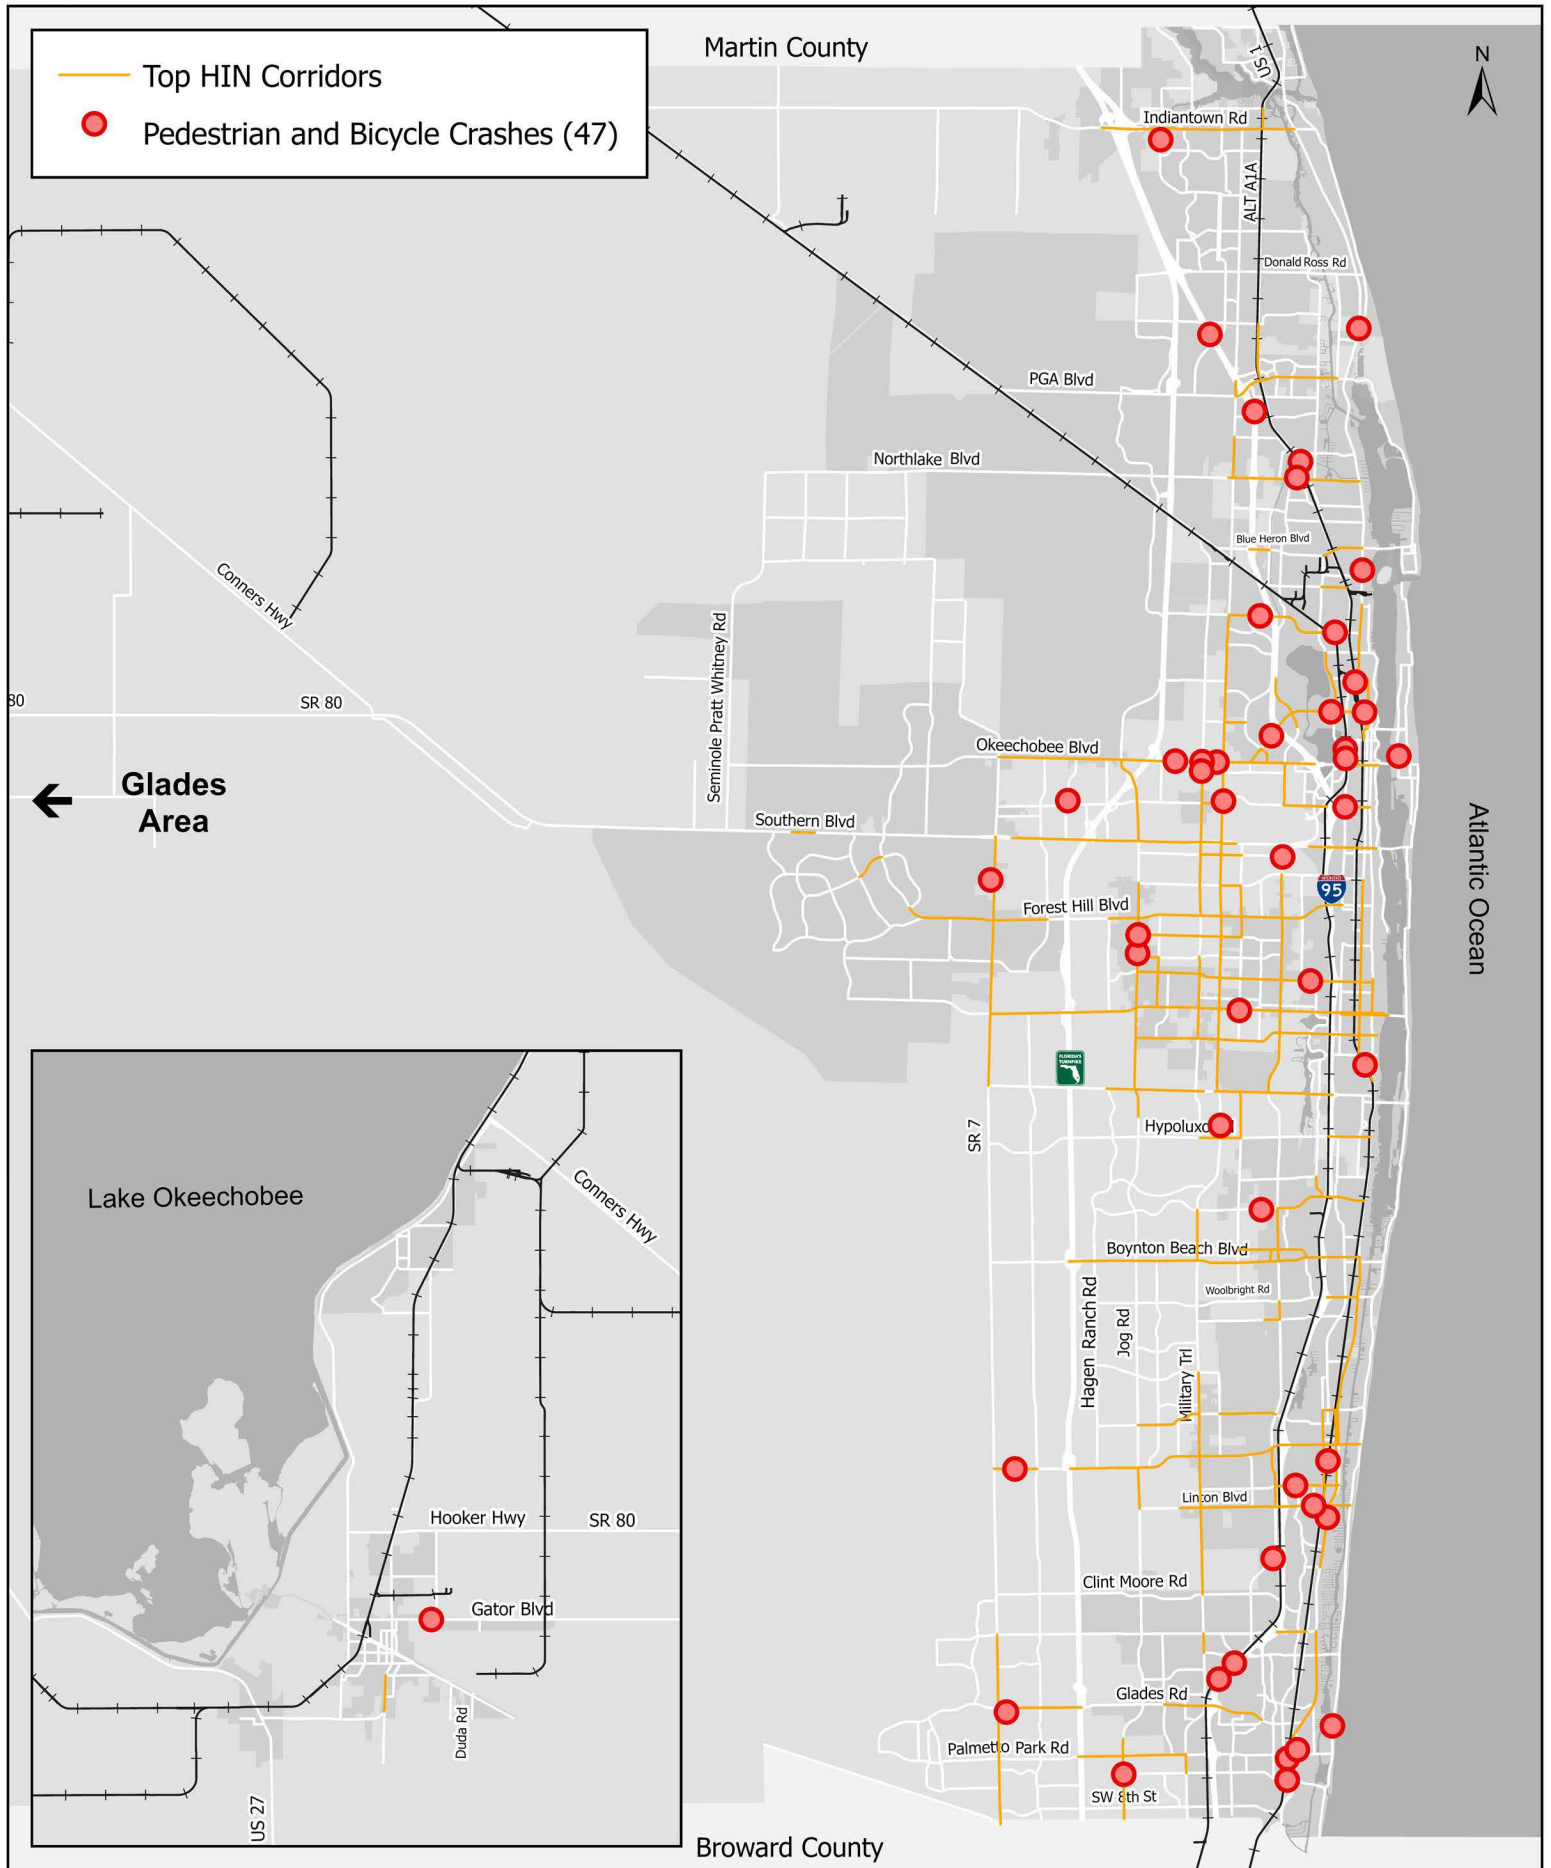 Martin County
N
US 1
Top HIN Corridors
Pedestrian and Bicycle Crashes (47)
Indiantown Rd
ALT A1A
Donald Ross Rd
PGA Blvd
Northlake Blvd
Blue Heron Blvd
Conners Hwy
Seminole Pratt Whitney Rd
80
SR 80
Okeechobee Blvd
Glades
Area
Southern Blvd
Atlantic Ocean
95
Forest Hill Blvd
FLORIDA'S
TURNPIKE
SR 7
Lake Okeechobee
Conners Hwy
Boynton Beach Blvd
Woolbright Rd
Hagen Ranch Rd
Jog Rd
Military Trl
Linton Blvd
Hooker Hwy
SR 80
Clint Moore Rd
Gator Blvd
Glades Rd
Duda Rd
Palmetto Park Rd
SW 8th St
US 27
Broward County